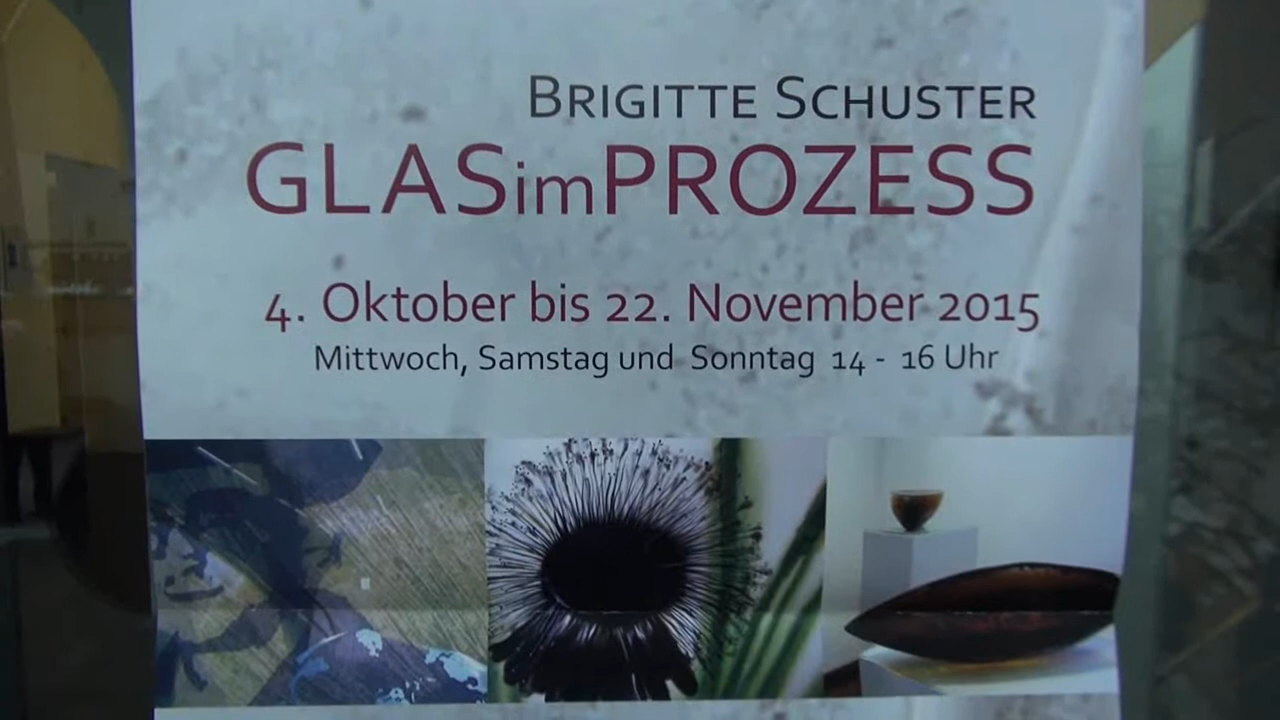 BRIGITTE SCHUSTER
GLASimPROZESS
4. Oktober bis 22. November 2015
Mittwoch, Samstag und Sonntag 14 - 16 Uhr